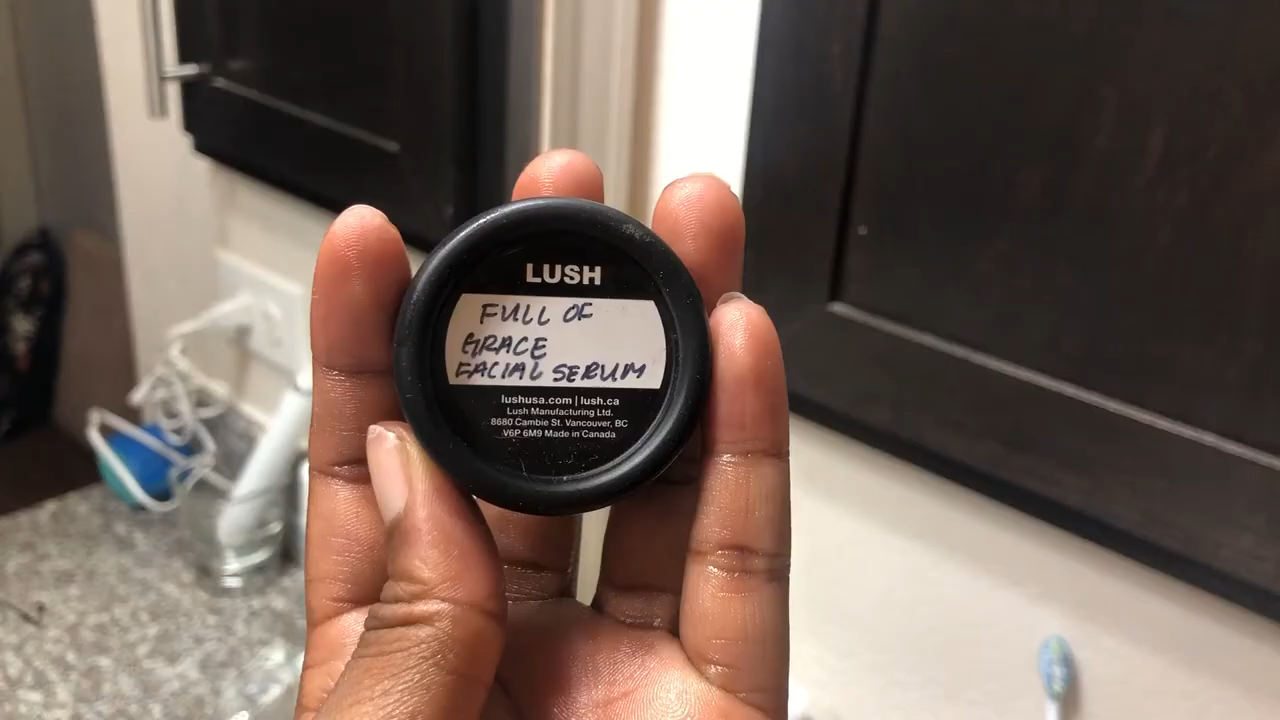 LUSH
FULL OF
GRACE
FACIAL SERUM
lushusa.com | lush.ca
Lush Manufacturing Ltd.
8680 Cambie St. Vancouver, BC
V6P 6M9 Made in Canada